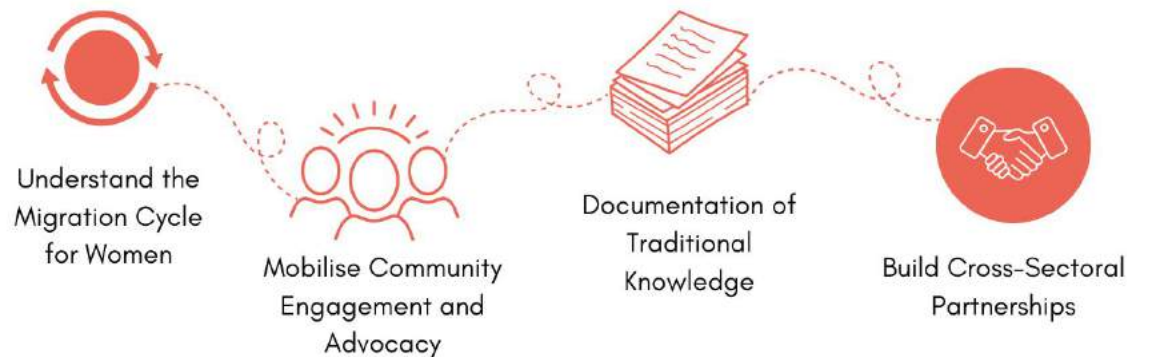 Understand the
Migration Cycle
for Women
Mobilise Community
Engagement and
Advocacy
Documentation of
Traditional
Knowledge
Build Cross-Sectoral
Partnerships